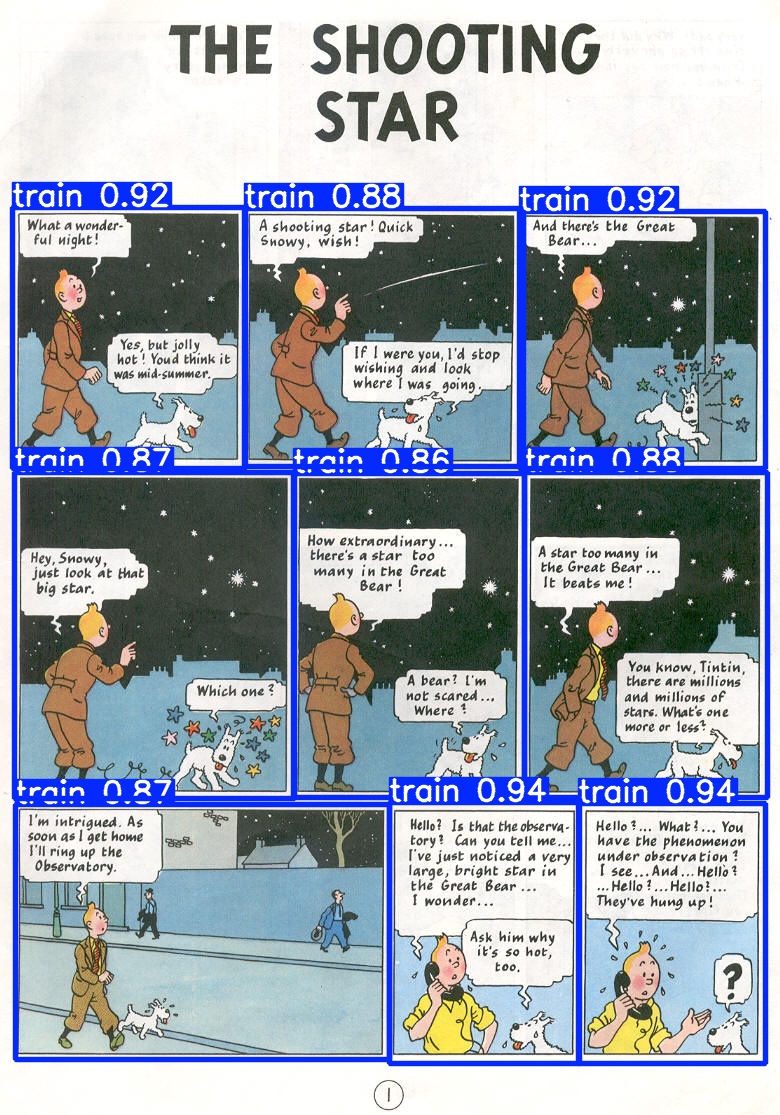 THE SHOOTING
STAR
train 0.92
train 0.88
train 0.92
What a wonder-
ful night!
Yes, but jolly
hot! Youd think it
was mid-summer.
A shooting star! Quick
Snowy, wish!
If I were you, I'd stop
wishing and look
where I was going.
And there's the Great
Bear...
train 0.87
train 0.86
train 0.88
Hey, Snowy,
just look at that
big star.
Which one?
How extraordinary...
there's a star too
many in the Great
Bear!
A bear? I'm
not scared...
Where?
A star too many in
the Great Bear...
It beats me!
You know, Tintin,
there are millions
and millions of
stars. What's one
more or less?
train 0.87
train 0.94
train 0.94
I'm intrigued. As
soon as I get home
I'll ring up the
Observatory.
Hello? Is that the observa-
tory? Can you tell me...
I've just noticed a very
large, bright star in
the Great Bear...
I wonder...
Ask him why
it's so hot,
too.
Hello?... What?... You
have the phenomenon
under observation?
I see... And... Hello?
...Hello?...Hello?...
They've hung up!
?
1